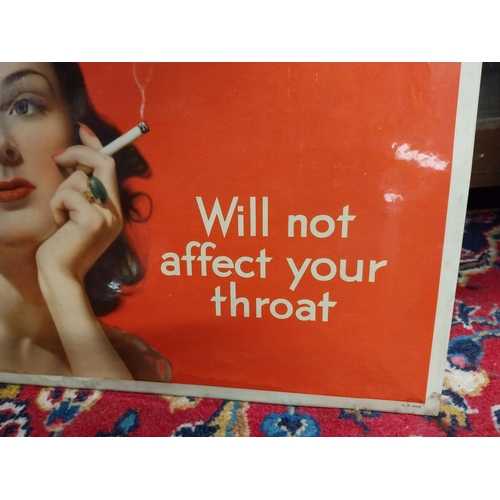 Will not
affect your
throat